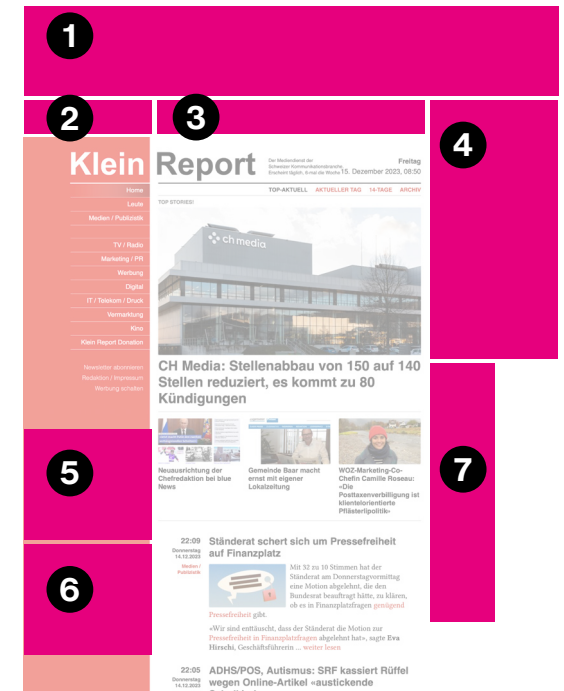 1
2
3
4
Klein Report
Der Mediendienst der
Schweizer Kommunikationsbranche.
Erscheint täglich, 6 mal die Woche
Freitag
15. Dezember 2023, 08:50
Home
Leute
Medien / Publizistik
TV / Radio
Marketing / PR
Werbung
Digital
IT / Telekom / Druck
Vermarktung
Kino
Klein Report Donation
Newsletter abonnieren
Redaktion / Impressum
Werbung schalten
TOP-AKTUELL AKTUELLER TAG 14-TAGE ARCHIV
TOP STORIES!
ch media
CH Media: Stellenabbau von 150 auf 140
Stellen reduziert, es kommt zu 80
Kündigungen
5
7
Neuausrichtung der
Chefredaktion bei blue
News
Gemeinde Baar macht
ernst mit eigener
Lokalzeitung
WOZ-Marketing-Co-
Chefin Camille Roseau:
«Die
Posttaxenverbilligung ist
klientelorientierte
Pflästerlipolitik»
6
22:09
Donnerstag
14.12.2023
Medien /
Publizistik
Ständerat schert sich um Pressefreiheit
auf Finanzplatz
Mit 32 zu 10 Stimmen hat der
Ständerat am Donnerstagvormittag
eine Motion abgelehnt, die den
Bundesrat beauftragt hätte, zu klären,
ob es in Finanzplatzfragen genügend
Pressefreiheit gibt.
«Wir sind enttäuscht, dass der Ständerat die Motion zur
Pressefreiheit in Finanzplatzfragen abgelehnt hat», sagte Eva
Hirschi, Geschäftsführerin ... weiter lesen
22:05
Donnerstag
14.12.2023
ADHS/POS, Autismus: SRF kassiert Rüffel
wegen Online-Artikel «austickende